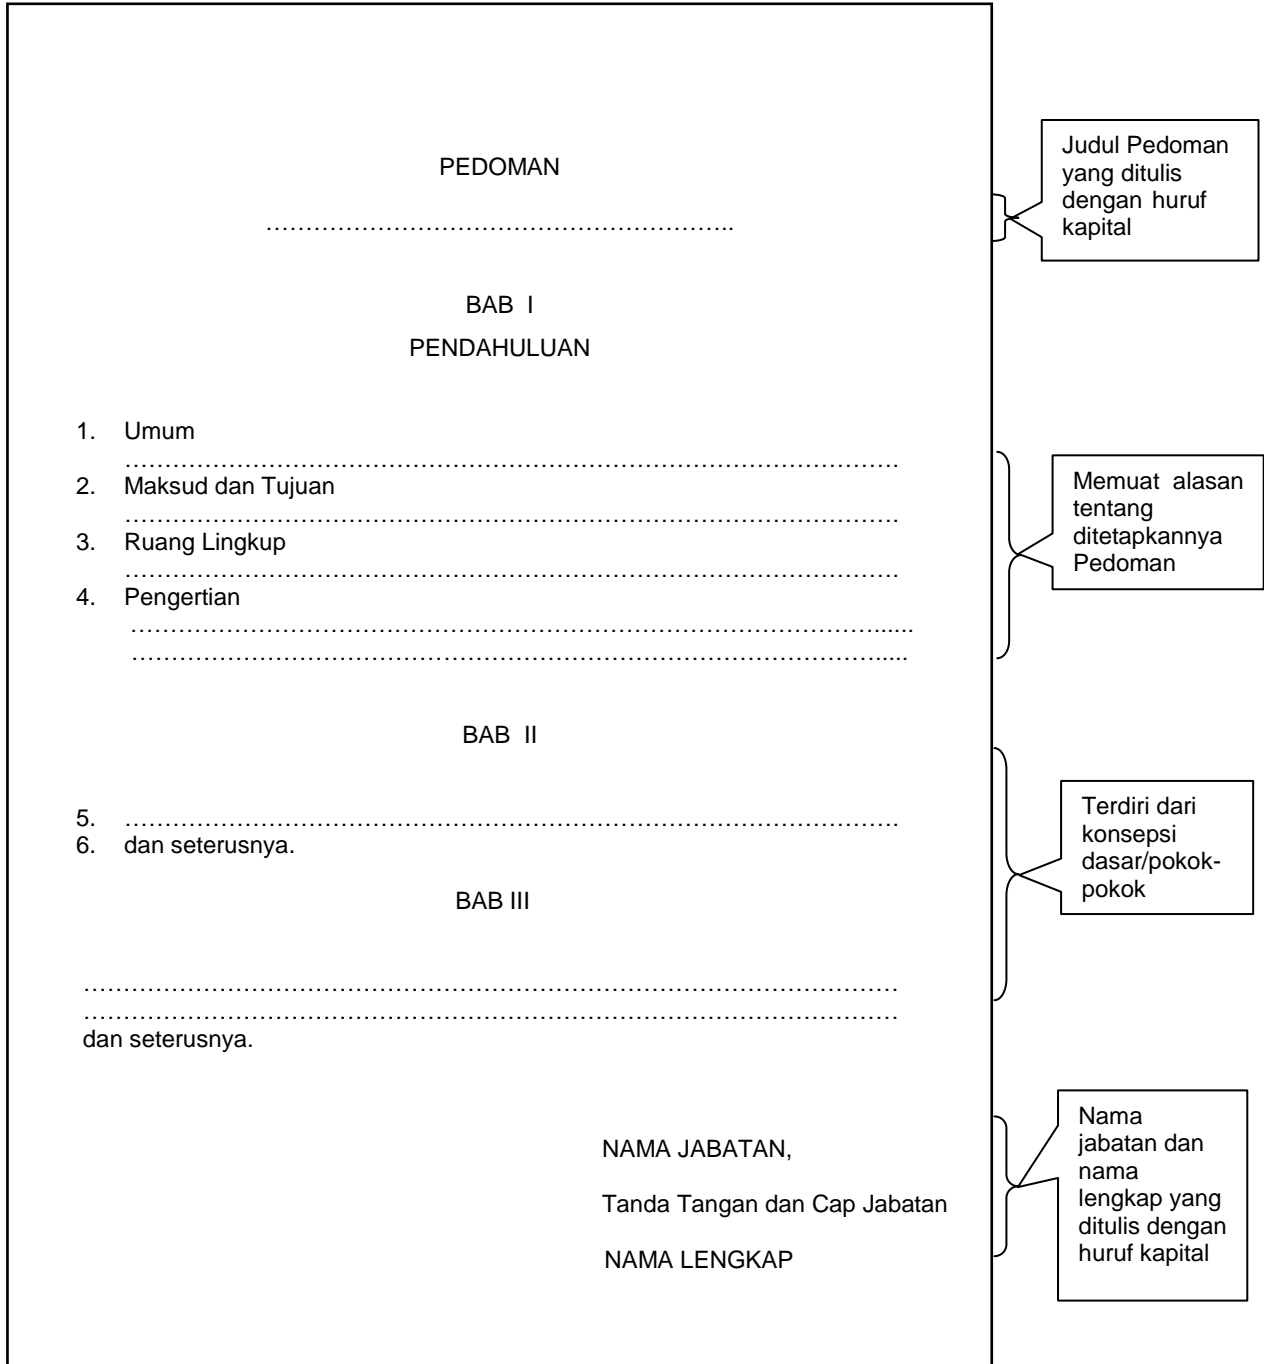 PEDOMAN
…………………………………………………..
BAB I
PENDAHULUAN
1. Umum
…………………………………………………………………………………….
2. Maksud dan Tujuan
…………………………………………………………………………………….
3. Ruang Lingkup
…………………………………………………………………………………….
4. Pengertian
…………………………………………………………………………………......
………………………………………………………………………………….....
BAB II
5. …………………………………………………………………………………….
6. dan seterusnya.
BAB III
…………………………………………………………………………………………
…………………………………………………………………………………………
dan seterusnya.
NAMA JABATAN,
Tanda Tangan dan Cap Jabatan
NAMA LENGKAP
Judul Pedoman
yang ditulis
dengan huruf
kapital
Memuat alasan
tentang
ditetapkannya
Pedoman
Terdiri dari
konsepsi
dasar/pokok-
pokok
Nama
jabatan dan
nama
lengkap yang
ditulis dengan
huruf kapital